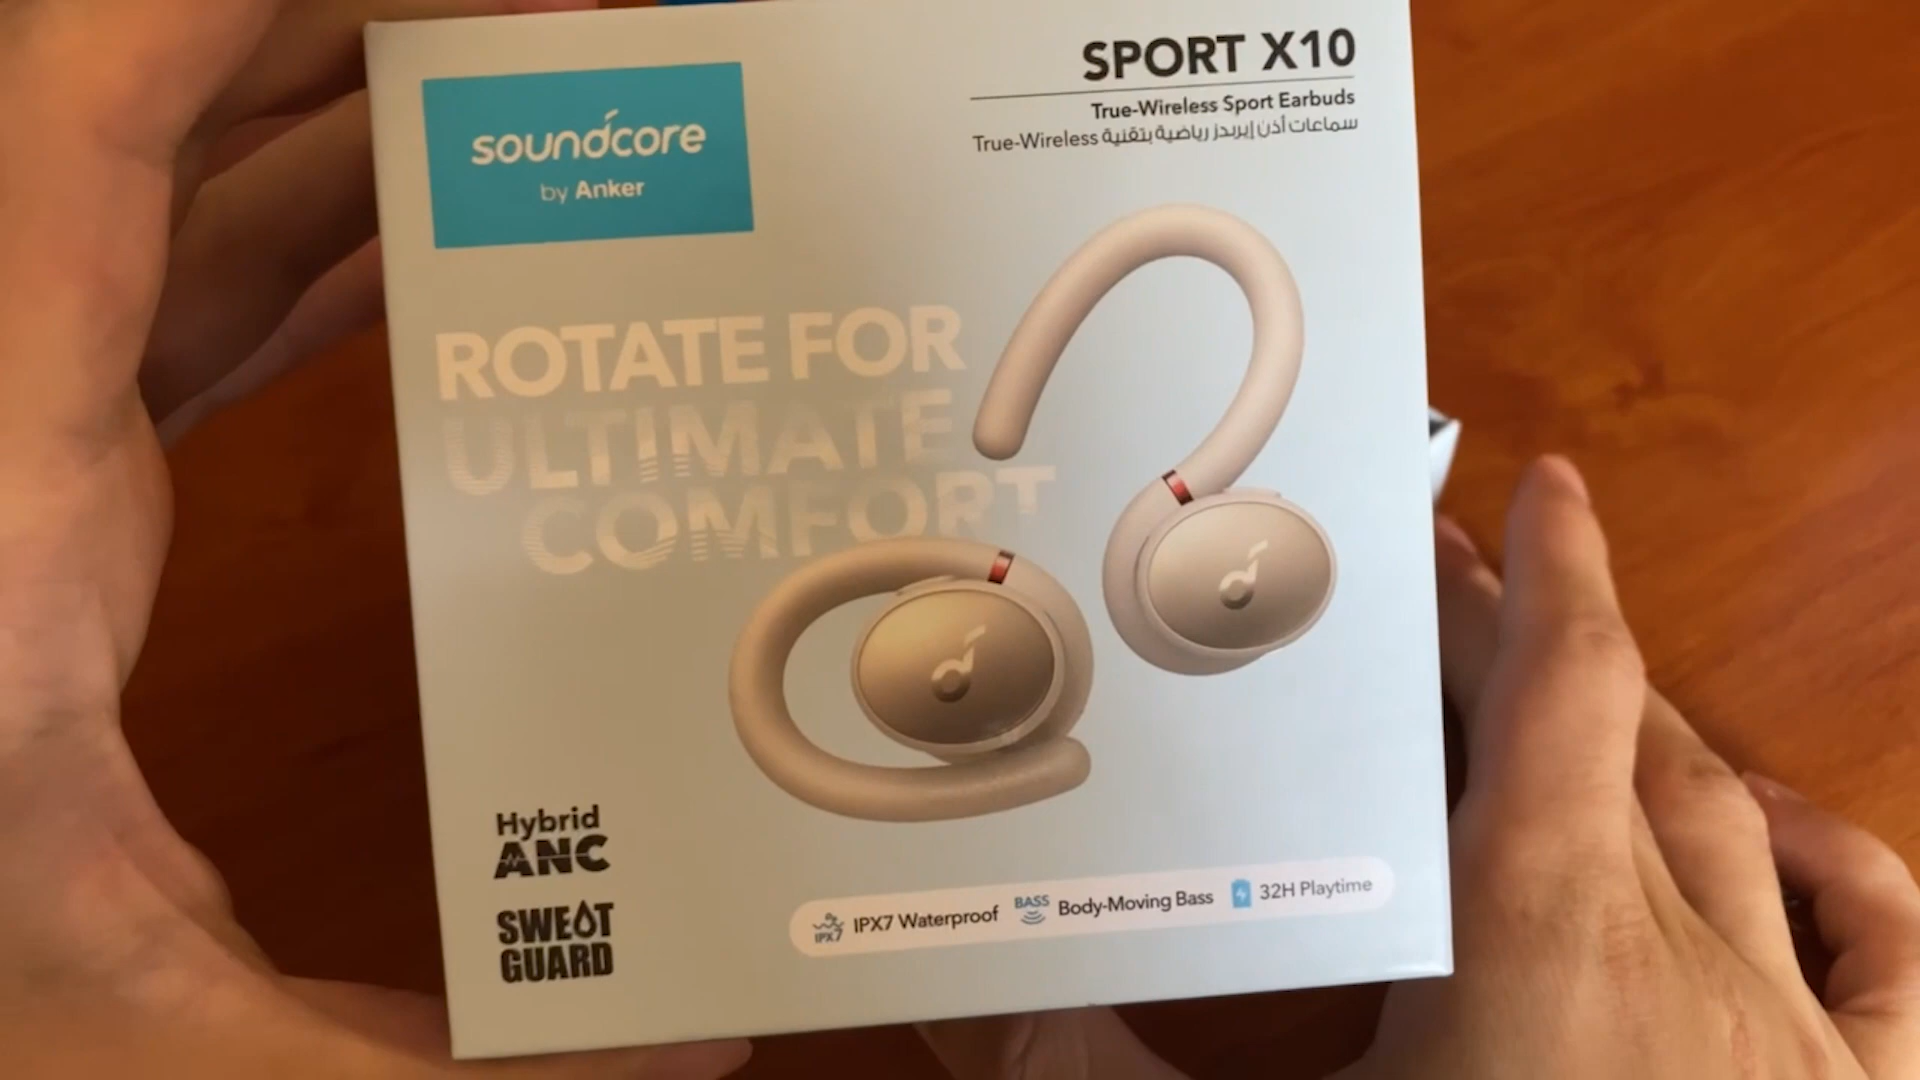 soundcore
by Anker
SPORT X10
True-Wireless Sport Earbuds
سماعات أذن إيربدز رياضية بتقنية True-Wireless
ROTATE FOR
ULTIMATE
COMFORT
Hybrid
ANC
SWEAT
GUARD
IPX7 IPX7 Waterproof BASS Body-Moving Bass 32H Playtime